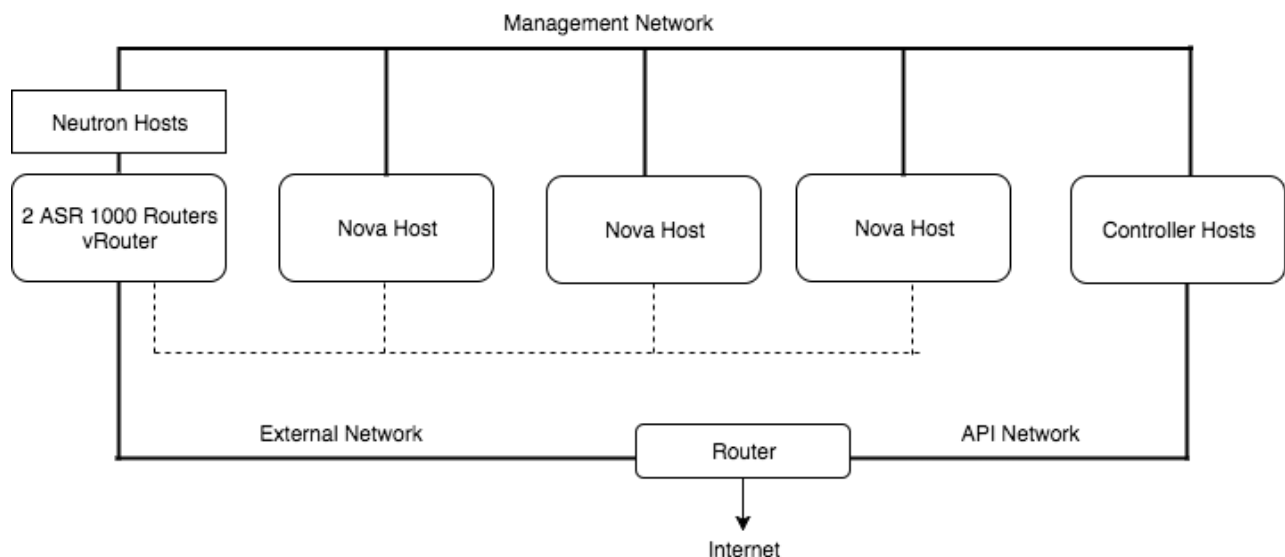 Management Network
Neutron Hosts
2 ASR 1000 Routers
vRouter
Nova Host
Nova Host
Nova Host
Controller Hosts
External Network
API Network
Router
Internet